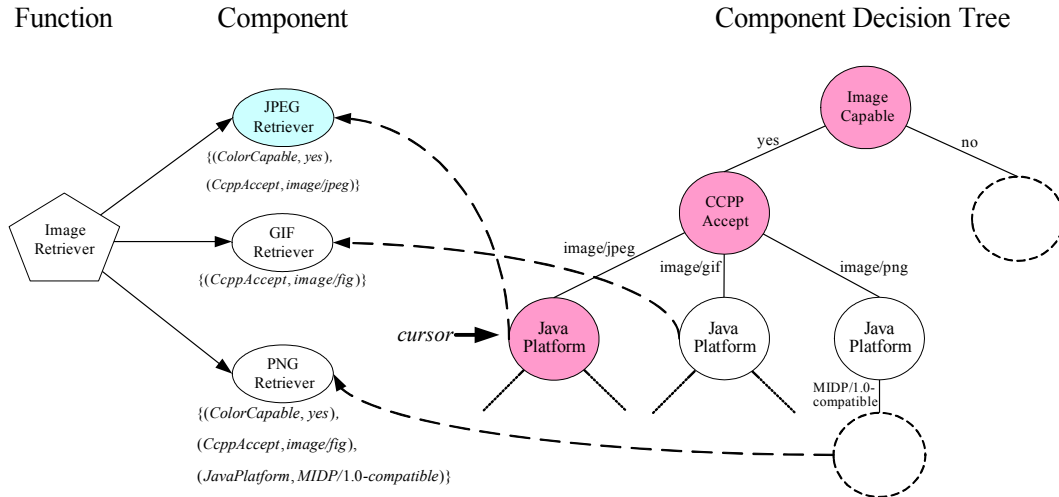 Function
Component
Component Decision Tree
JPEG
Retriever
{(ColorCapable, yes),
(CcppAccept, image/jpeg)}
Image
Retriever
GIF
Retriever
{(CcppAccept, image/fig)}
PNG
Retriever
{(ColorCapable, yes),
(CcppAccept, image/fig),
(JavaPlatform, MIDP/1.0-compatible)}
Image
Capable
yes
no
CCPP
Accept
image/jpeg
image/gif
image/png
cursor
Java
Platform
Java
Platform
Java
Platform
MIDP/1.0-
compatible